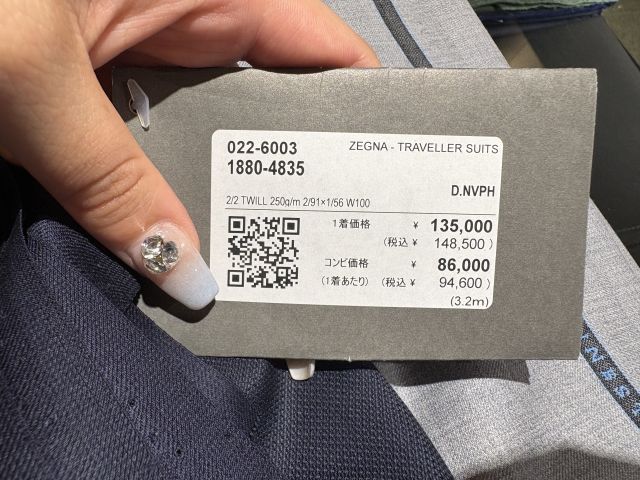 022-6003 ZEGNA - TRAVELLER SUITS
1880-4835
D.NVPH
2/2 TWILL 250g/m 2/91×1/56 W100
1着価格 ¥ 135,000
(税込 ¥ 148,500 )
コンビ価格 ¥ 86,000
(1着あたり) (税込 ¥ 94,600 )
(3.2m)